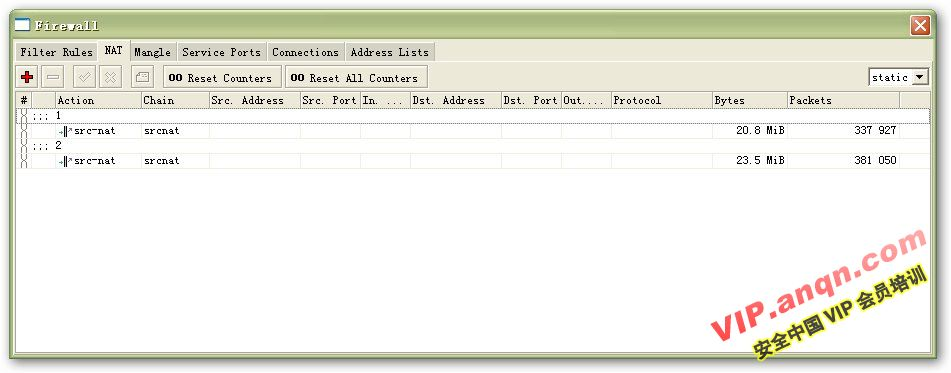 Firewall
Filter Rules NAT Mangle Service Ports Connections Address Lists
00 Reset Counters 00 Reset All Counters static
# Action Chain Src. Address Src. Port In. ... Dst. Address Dst. Port Out.... Protocol Bytes Packets
;;; 1
src-nat srcnat 20.8 MiB 337 927
;;; 2
src-nat srcnat 23.5 MiB 381 050
VIP.anqn.com
安全中国 VIP 会员培训